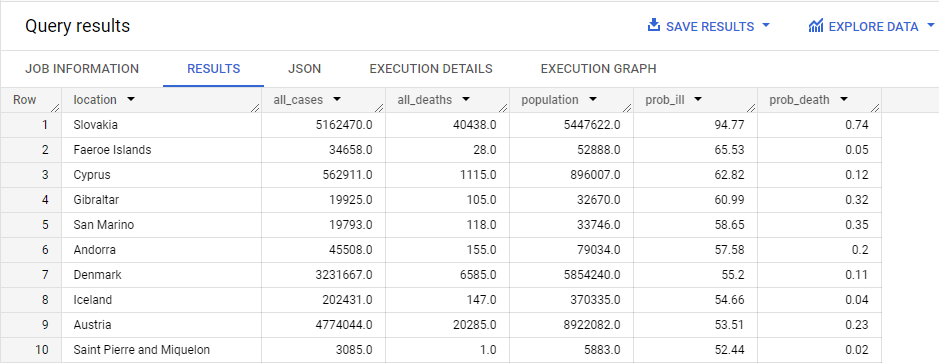 Query results SAVE RESULTS EXPLORE DATA
JOB INFORMATION RESULTS JSON EXECUTION DETAILS EXECUTION GRAPH
Row location all_cases all_deaths population prob_ill prob_death
1 Slovakia 5162470.0 40438.0 5447622.0 94.77 0.74
2 Faeroe Islands 34658.0 28.0 52888.0 65.53 0.05
3 Cyprus 562911.0 1115.0 896007.0 62.82 0.12
4 Gibraltar 19925.0 105.0 32670.0 60.99 0.32
5 San Marino 19793.0 118.0 33746.0 58.65 0.35
6 Andorra 45508.0 155.0 79034.0 57.58 0.2
7 Denmark 3231667.0 6585.0 5854240.0 55.2 0.11
8 Iceland 202431.0 147.0 370335.0 54.66 0.04
9 Austria 4774044.0 20285.0 8922082.0 53.51 0.23
10 Saint Pierre and Miquelon 3085.0 1.0 5883.0 52.44 0.02